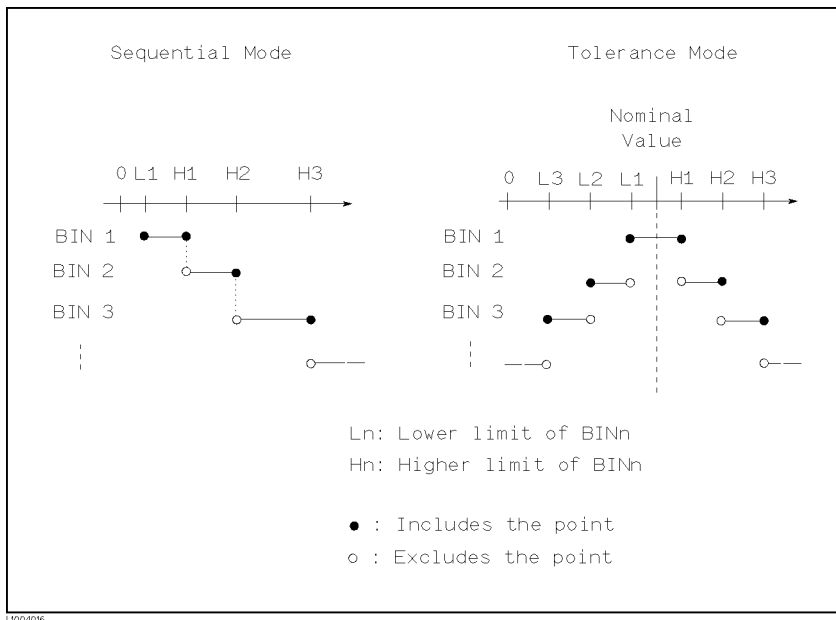 Sequential Mode
Tolerance Mode
Nominal
Value
0 L1 H1 H2 H3
0 L3 L2 L1 H1 H2 H3
BIN 1
BIN 1
BIN 2
BIN 2
BIN 3
BIN 3
Ln: Lower limit of BINn
Hn: Higher limit of BINn
● : Includes the point
○ : Excludes the point
L1004016